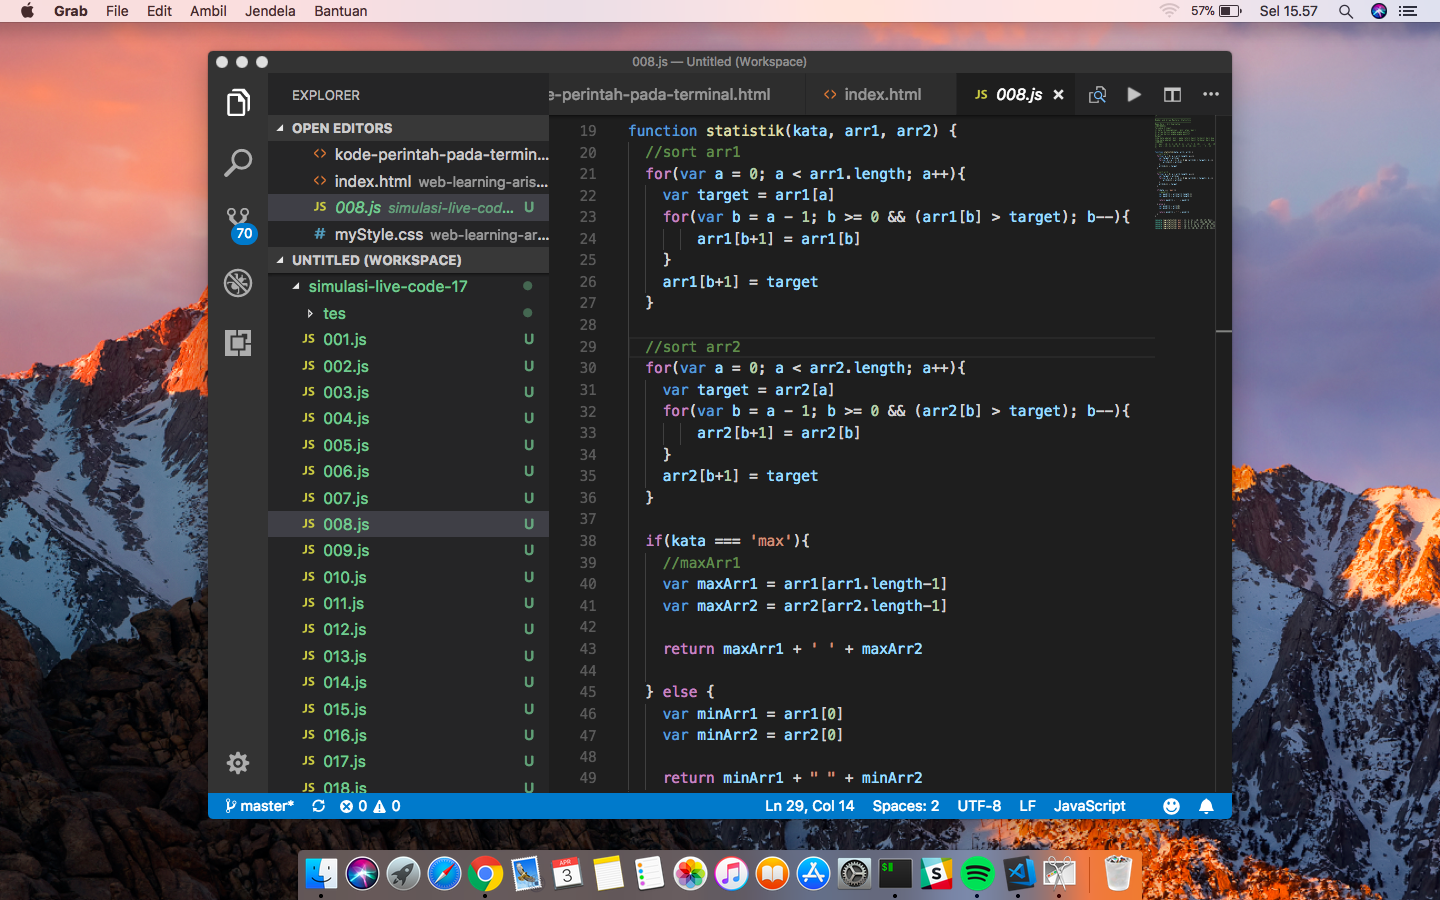 Grab File Edit Ambil Jendela Bantuan 57% Sel 15.57
008.js — Untitled (Workspace)
EXPLORER
OPEN EDITORS
kode-perintah-pada-termin...
index.html web-learning-aris...
JS 008.js simulasi-live-cod... U
# myStyle.css web-learning-ar...
70
UNTITLED (WORKSPACE)
simulasi-live-code-17
tes
JS 001.js U
JS 002.js U
JS 003.js U
JS 004.js U
JS 005.js U
JS 006.js U
JS 007.js U
JS 008.js U
JS 009.js U
JS 010.js U
JS 011.js U
JS 012.js U
JS 013.js U
JS 014.js U
JS 015.js U
JS 016.js U
JS 017.js U
JS 018.js U
e-perintah-pada-terminal.html <> index.html JS 008.js ×
19 function statistik(kata, arr1, arr2) {
20 //sort arr1
21 for(var a = 0; a < arr1.length; a++){
22 var target = arr1[a]
23 for(var b = a - 1; b >= 0 && (arr1[b] > target); b--){
24 arr1[b+1] = arr1[b]
25 }
26 arr1[b+1] = target
27 }
28
29 //sort arr2
30 for(var a = 0; a < arr2.length; a++){
31 var target = arr2[a]
32 for(var b = a - 1; b >= 0 && (arr2[b] > target); b--){
33 arr2[b+1] = arr2[b]
34 }
35 arr2[b+1] = target
36 }
37
38 if(kata === 'max'){
39 //maxArr1
40 var maxArr1 = arr1[arr1.length-1]
41 var maxArr2 = arr2[arr2.length-1]
42
43 return maxArr1 + ' ' + maxArr2
44
45 } else {
46 var minArr1 = arr1[0]
47 var minArr2 = arr2[0]
48
49 return minArr1 + " " + minArr2
master* 0 0 Ln 29, Col 14 Spaces: 2 UTF-8 LF JavaScript
APR
3
$
S